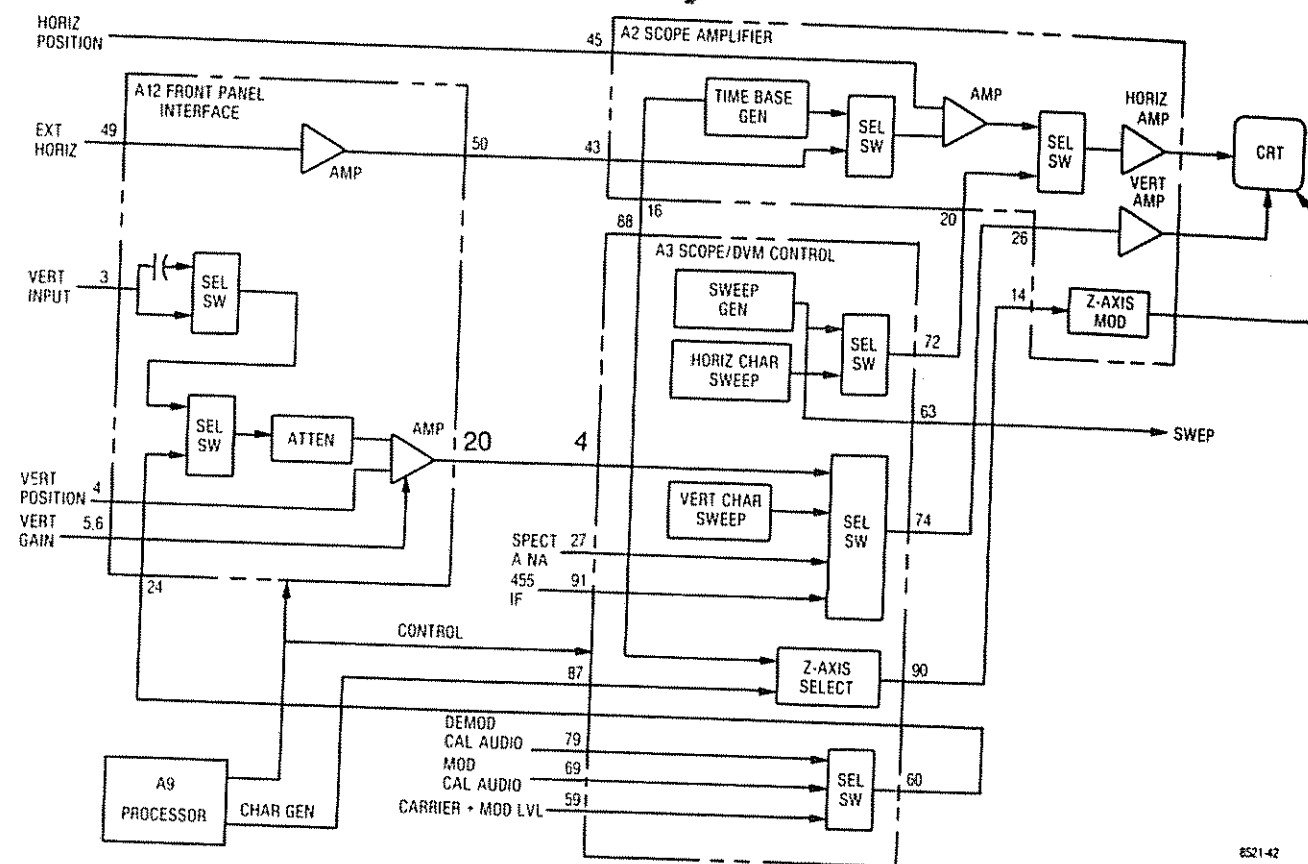 HORIZ
POSITION
45
A2 SCOPE AMPLIFIER
A12 FRONT PANEL
INTERFACE
EXT
HORIZ
49
AMP
50
43
TIME BASE
GEN
SEL
SW
AMP
SEL
SW
HORIZ
AMP
CRT
VERT
AMP
16
88
20
26
VERT
INPUT
3
SEL
SW
A3 SCOPE/DVM CONTROL
SWEEP
GEN
HORIZ CHAR
SWEEP
SEL
SW
72
14
Z-AXIS
MOD
63
SWEP
SEL
SW
ATTEN
AMP
20
4
VERT
POSITION
4
VERT
GAIN
5,6
24
VERT CHAR
SWEEP
SEL
SW
74
SPECT
A NA
27
455
IF
91
CONTROL
87
Z-AXIS
SELECT
90
DEMOD
CAL AUDIO
79
MOD
CAL AUDIO
69
CARRIER + MOD LVL
59
SEL
SW
60
A9
PROCESSOR
CHAR GEN
8521-42